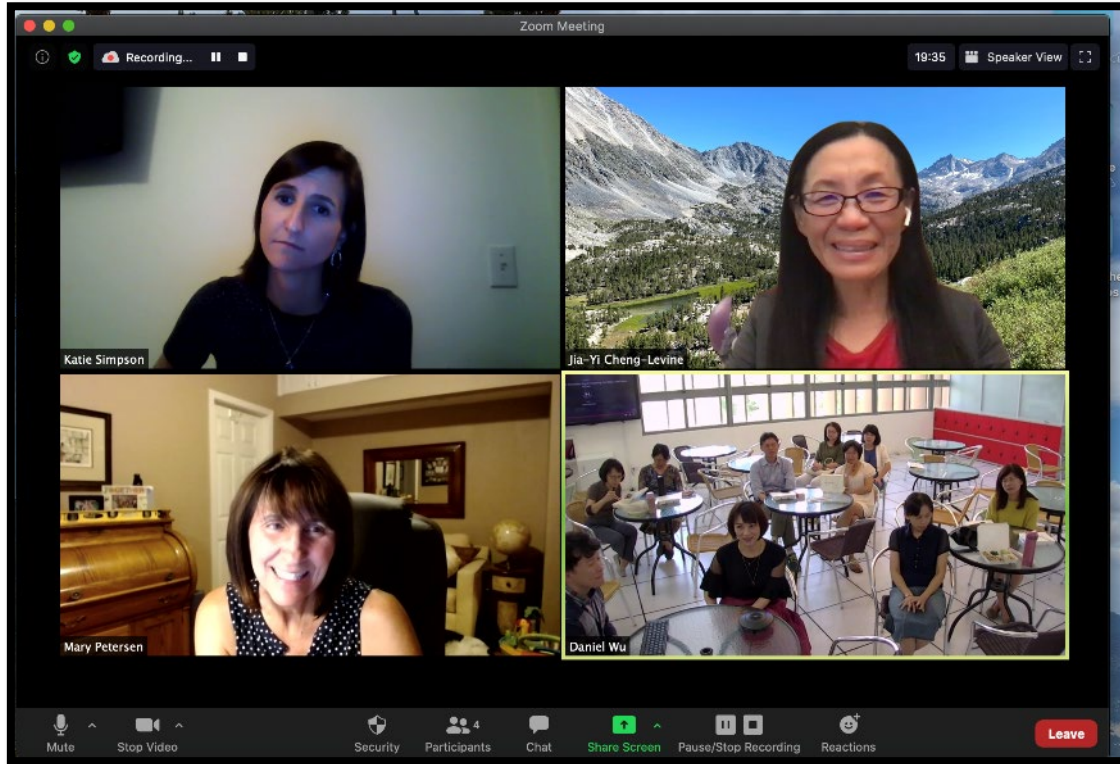 Zoom Meeting
Recording...
19:35
Speaker View
Katie Simpson
Jia-Yi Cheng-Levine
Mary Petersen
Daniel Wu
Mute
Stop Video
Security
4
Participants
Chat
Share Screen
Pause/Stop Recording
Reactions
Leave